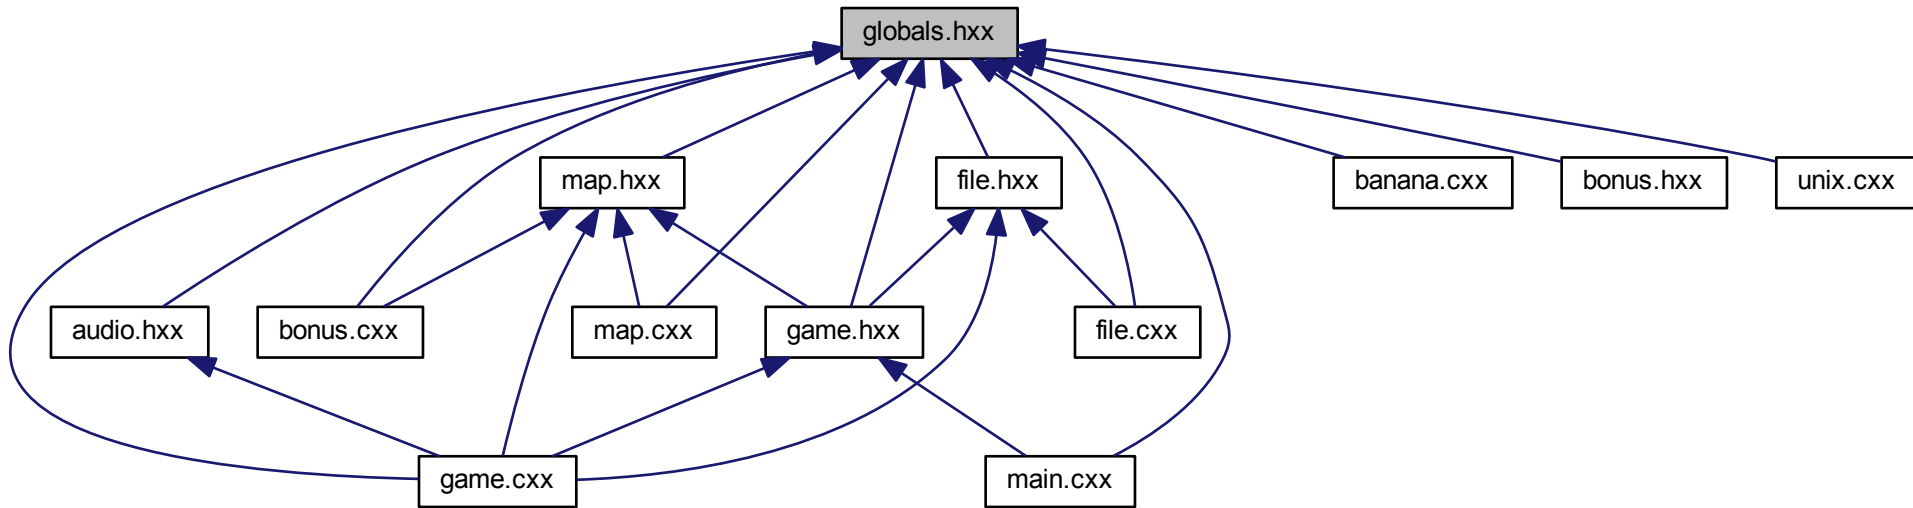 globals.hxx
map.hxx
file.hxx
banana.cxx
bonus.hxx
unix.cxx
audio.hxx
bonus.cxx
map.cxx
game.hxx
file.cxx
game.cxx
main.cxx